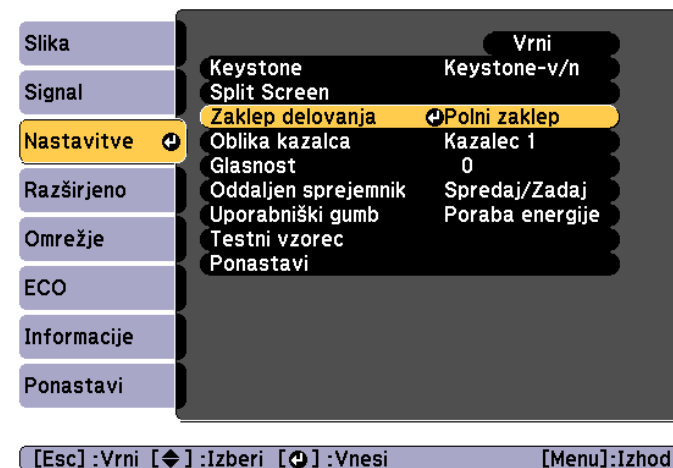 Slika
Signal
Nastavitve
Razširjeno
Omrežje
ECO
Informacije
Ponastavi
Vrni
Keystone Keystone-v/n
Split Screen
Zaklep delovanja Polni zaklep
Oblika kazalca Kazalec 1
Glasnost 0
Oddaljen sprejemnik Spredaj/Zadaj
Uporabniški gumb Poraba energije
Testni vzorec
Ponastavi
[Esc] :Vrni [◆] :Izberi [⏎] :Vnesi [Menu]:Izhod